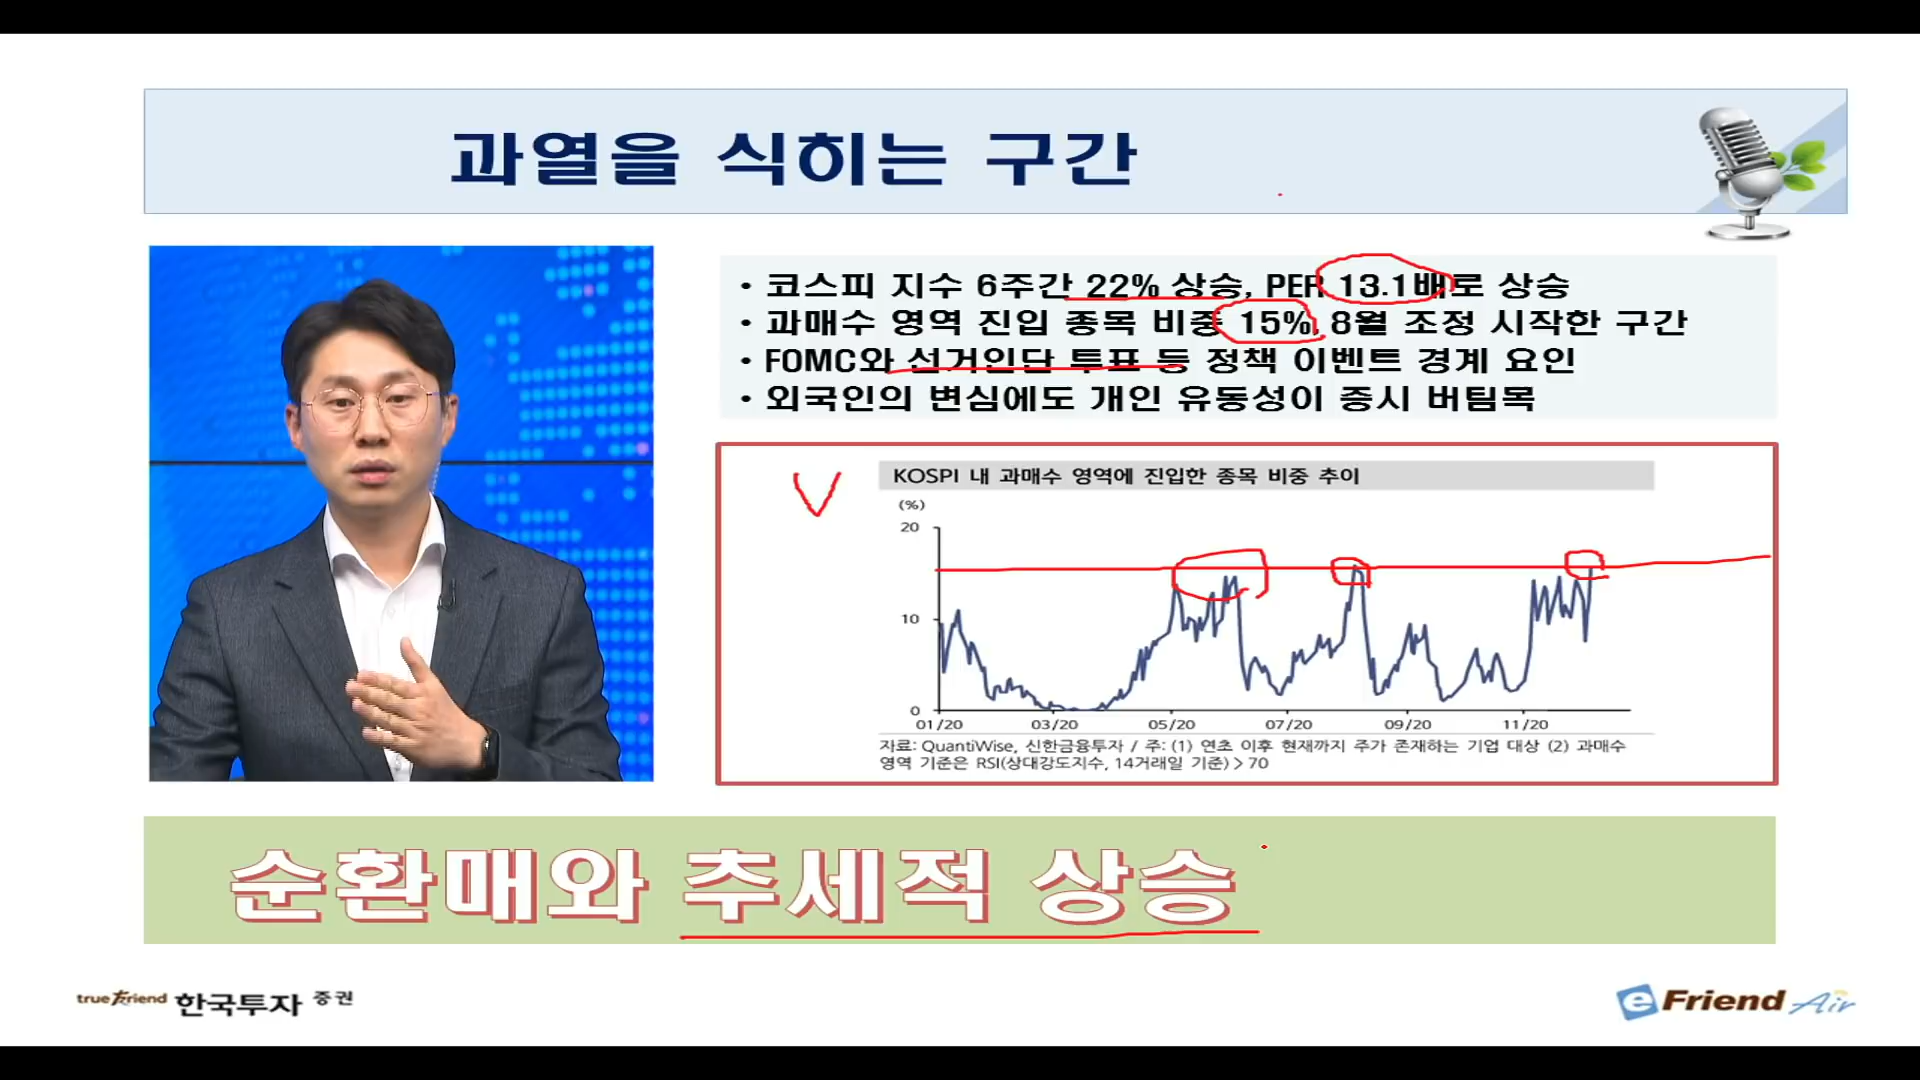 과열을 식히는 구간
• 코스피 지수 6주간 22% 상승, PER 13.1배로 상승
• 과매수 영역 진입 종목 비중 15%, 8월 조정 시작한 구간
• FOMC와 선거인단 투표 등 정책 이벤트 경계 요인
• 외국인의 변심에도 개인 유동성이 증시 버팀목
V
KOSPI 내 과매수 영역에 진입한 종목 비중 추이
(%)
20
10
0
01/20 03/20 05/20 07/20 09/20 11/20
자료: QuantiWise, 신한금융투자 / 주: (1) 연초 이후 현재까지 주가 존재하는 기업 대상 (2) 과매수
영역 기준은 RSI(상대강도지수, 14거래일 기준) > 70
순환매와 추세적 상승
true friend 한국투자 증권
eFriend Air